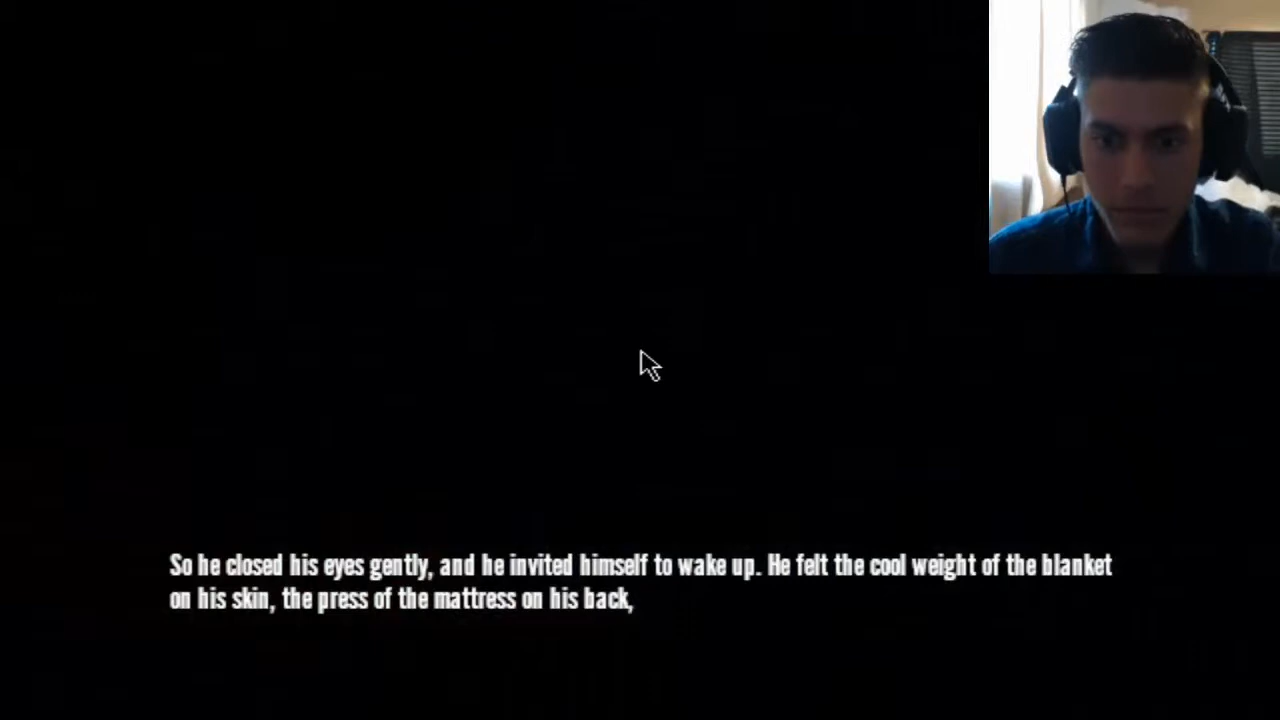 So he closed his eyes gently, and he invited himself to wake up. He felt the cool weight of the blanket
on his skin, the press of the mattress on his back,